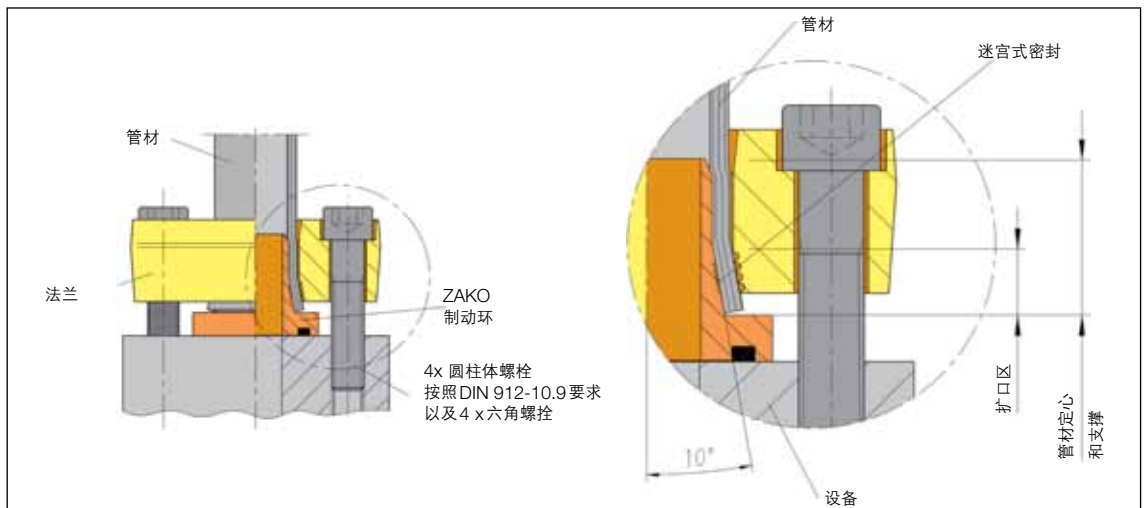 管材
法兰
ZAKO
制动环
4x 圆柱体螺栓
按照DIN 912-10.9要求
以及4 x六角螺拴
管材
迷宫式密封
扩口区
管材定心
和支撑
10°
设备